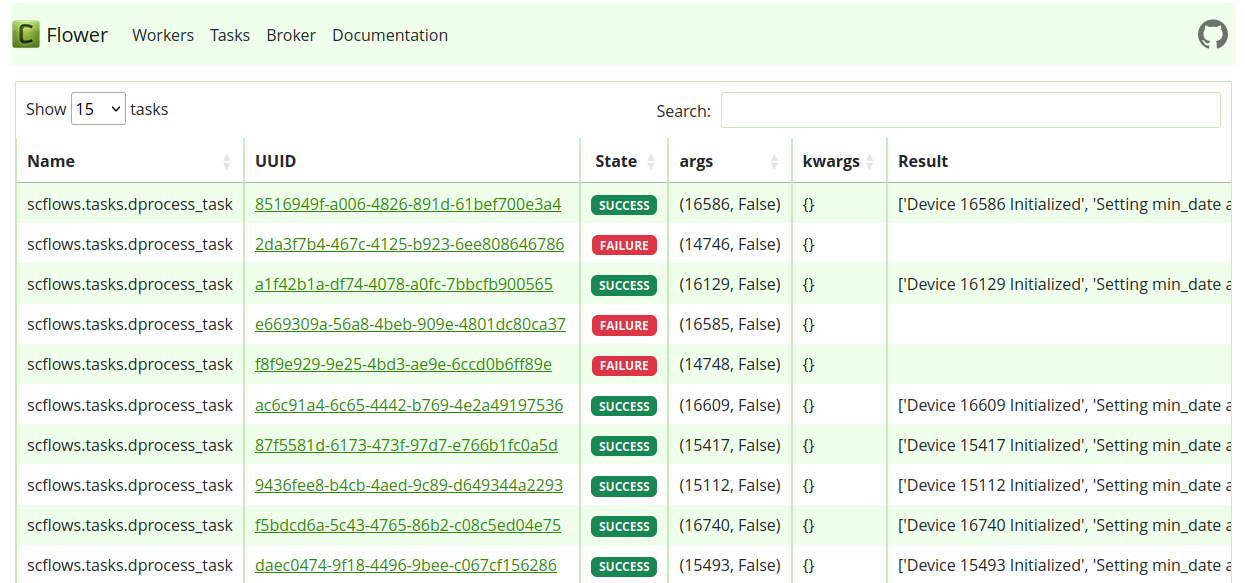 C Flower Workers Tasks Broker Documentation
Show 15 tasks Search:
Name UUID State args kwargs Result
scflows.tasks.dprocess_task 8516949f-a006-4826-891d-61bef700e3a4 SUCCESS (16586, False) {} ['Device 16586 Initialized', 'Setting min_date a
scflows.tasks.dprocess_task 2da3f7b4-467c-4125-b923-6ee808646786 FAILURE (14746, False) {}
scflows.tasks.dprocess_task a1f42b1a-df74-4078-a0fc-7bbcfb900565 SUCCESS (16129, False) {} ['Device 16129 Initialized', 'Setting min_date a
scflows.tasks.dprocess_task e669309a-56a8-4beb-909e-4801dc80ca37 FAILURE (16585, False) {}
scflows.tasks.dprocess_task f8f9e929-9e25-4bd3-ae9e-6ccd0b6ff89e FAILURE (14748, False) {}
scflows.tasks.dprocess_task ac6c91a4-6c65-4442-b769-4e2a49197536 SUCCESS (16609, False) {} ['Device 16609 Initialized', 'Setting min_date a
scflows.tasks.dprocess_task 87f5581d-6173-473f-97d7-e766b1fc0a5d SUCCESS (15417, False) {} ['Device 15417 Initialized', 'Setting min_date a
scflows.tasks.dprocess_task 9436fee8-b4cb-4aed-9c89-d649344a2293 SUCCESS (15112, False) {} ['Device 15112 Initialized', 'Setting min_date a
scflows.tasks.dprocess_task f5bdcd6a-5c43-4765-86b2-c08c5ed04e75 SUCCESS (16740, False) {} ['Device 16740 Initialized', 'Setting min_date a
scflows.tasks.dprocess_task daec0474-9f18-4496-9bee-c067cf156286 SUCCESS (15493, False) {} ['Device 15493 Initialized', 'Setting min_date a